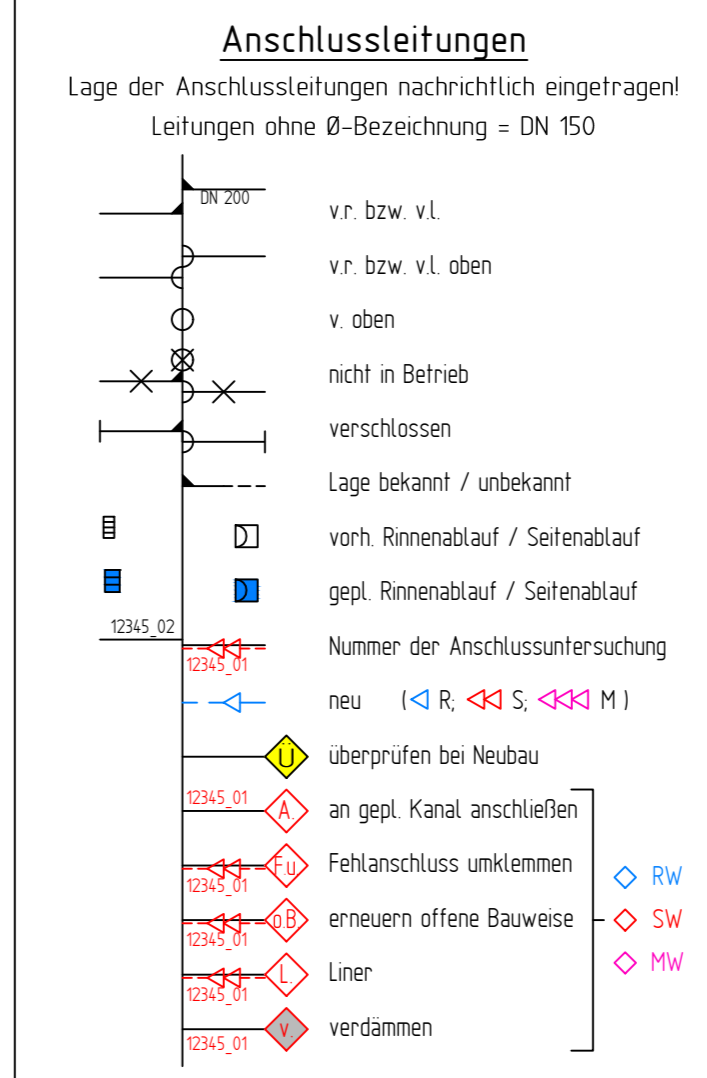 Anschlussleitungen
Lage der Anschlussleitungen nachrichtlich eingetragen!
Leitungen ohne Ø-Bezeichnung = DN 150
DN 200
v.r. bzw. v.l.
v.r. bzw. v.l. oben
v. oben
nicht in Betrieb
verschlossen
Lage bekannt / unbekannt
vorh. Rinnenablauf / Seitenablauf
gepl. Rinnenablauf / Seitenablauf
12345_02
12345_01 Nummer der Anschlussuntersuchung
neu ( R; S; M )
Ü überprüfen bei Neubau
12345_01 A. an gepl. Kanal anschließen
12345_01 F.u. Fehlanschluss umklemmen
12345_01 o.B. erneuern offene Bauweise
12345_01 L. Liner
12345_01 v. verdämmen
RW
SW
MW